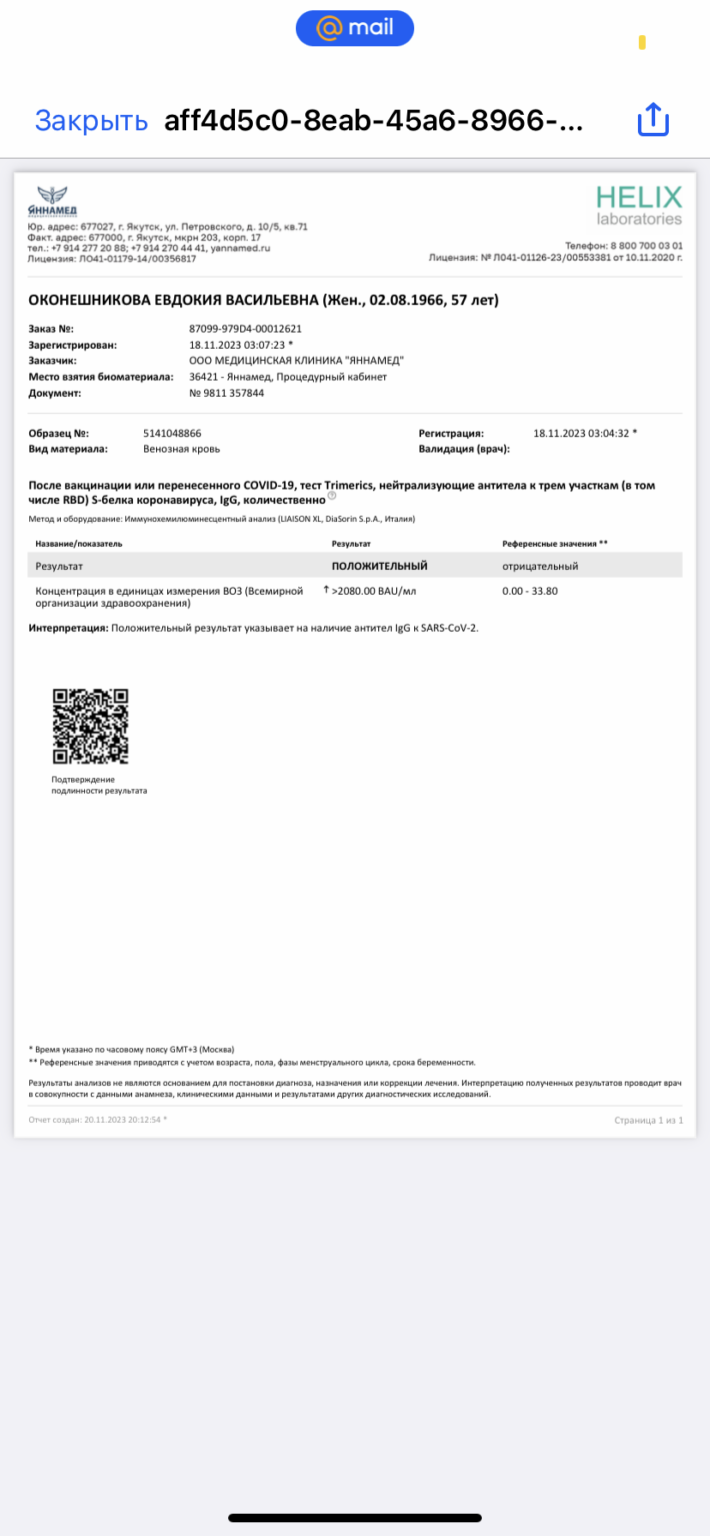 @mail
Закрыть aff4d5c0-8eab-45a6-8966-...
ЯННАМЕД
HELIX
laboratories
Юр. адрес: 677027, г. Якутск, ул. Петровского, д. 10/5, кв.71
Факт. адрес: 677000, г. Якутск, мкрн 203, корп. 17
тел.: +7 914 277 20 88; +7 914 270 44 41, yannamed.ru
Лицензия: ЛО41-01179-14/00356817
Телефон: 8 800 700 03 01
Лицензия: № Л041-01126-23/00553381 от 10.11.2020 г.
ОКОНЕШНИКОВА ЕВДОКИЯ ВАСИЛЬЕВНА (Жен., 02.08.1966, 57 лет)
Заказ №: 87099-979D4-00012621
Зарегистрирован: 18.11.2023 03:07:23 *
Заказчик: ООО МЕДИЦИНСКАЯ КЛИНИКА "ЯННАМЕД"
Место взятия биоматериала: 36421 - Яннамед, Процедурный кабинет
Документ: № 9811 357844
Образец №: 5141048866 Регистрация: 18.11.2023 03:04:32 *
Вид материала: Венозная кровь Валидация (врач):
После вакцинации или перенесенного COVID-19, тест Trimerics, нейтрализующие антитела к трем участкам (в том
числе RBD) S-белка коронавируса, IgG, количественно ?
Метод и оборудование: Иммунохемилюминесцентный анализ (LIAISON XL, DiaSorin S.p.A., Италия)
Название/показатель Результат Референсные значения **
Результат ПОЛОЖИТЕЛЬНЫЙ отрицательный
Концентрация в единицах измерения ВОЗ (Всемирной ↑ >2080.00 BAU/мл 0.00 - 33.80
организации здравоохранения)
Интерпретация: Положительный результат указывает на наличие антител IgG к SARS-CoV-2.
Подтверждение
подлинности результата
* Время указано по часовому поясу GMT+3 (Москва)
** Референсные значения приводятся с учетом возраста, пола, фазы менструального цикла, срока беременности.
Результаты анализов не являются основанием для постановки диагноза, назначения или коррекции лечения. Интерпретацию полученных результатов проводит врач
в совокупности с данными анамнеза, клиническими данными и результатами других диагностических исследований.
Отчет создан: 20.11.2023 20:12:54 * Страница 1 из 1